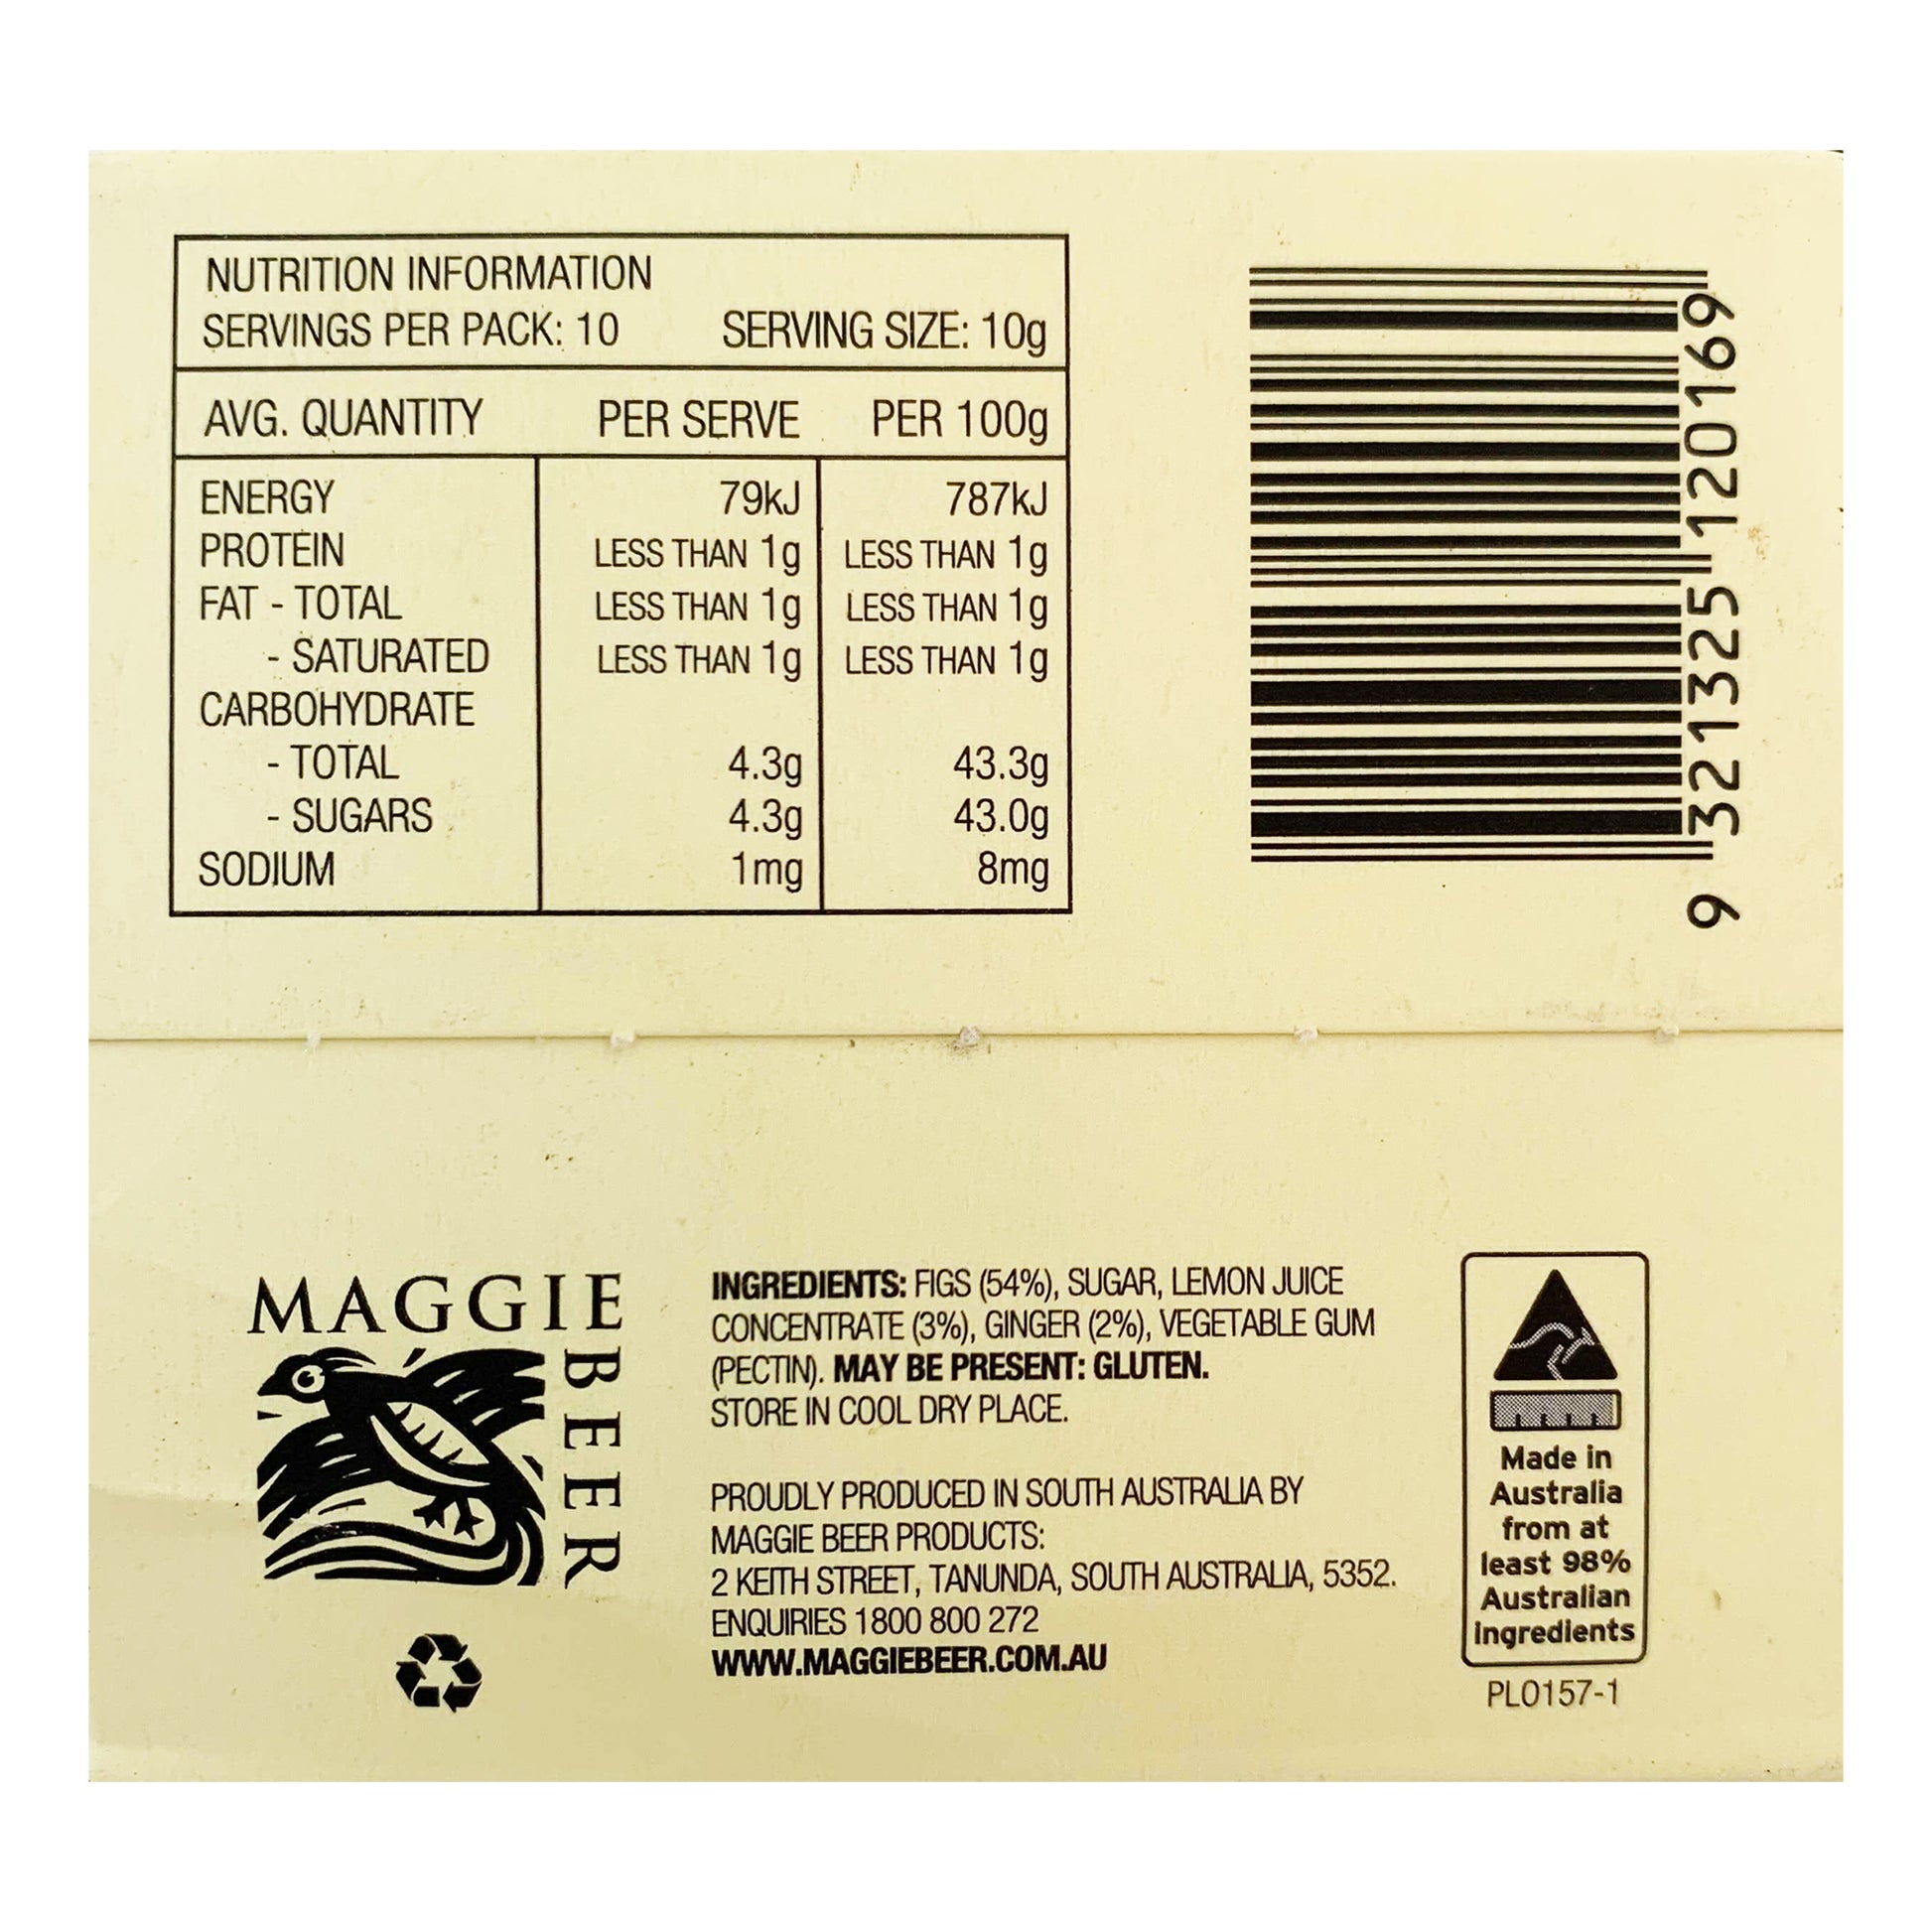 NUTRITION INFORMATION
SERVINGS PER PACK: 10 SERVING SIZE: 10g
AVG. QUANTITY PER SERVE PER 100g
ENERGY 79kJ 787kJ
PROTEIN LESS THAN 1g LESS THAN 1g
FAT - TOTAL LESS THAN 1g LESS THAN 1g
- SATURATED LESS THAN 1g LESS THAN 1g
CARBOHYDRATE
- TOTAL 4.3g 43.3g
- SUGARS 4.3g 43.0g
SODIUM 1mg 8mg
9 321325 120169
MAGGIE
BEER
INGREDIENTS: FIGS (54%), SUGAR, LEMON JUICE
CONCENTRATE (3%), GINGER (2%), VEGETABLE GUM
(PECTIN). MAY BE PRESENT: GLUTEN.
STORE IN COOL DRY PLACE.
PROUDLY PRODUCED IN SOUTH AUSTRALIA BY
MAGGIE BEER PRODUCTS:
2 KEITH STREET, TANUNDA, SOUTH AUSTRALIA, 5352.
ENQUIRIES 1800 800 272
WWW.MAGGIEBEER.COM.AU
Made in
Australia
from at
least 98%
Australian
ingredients
PL0157-1